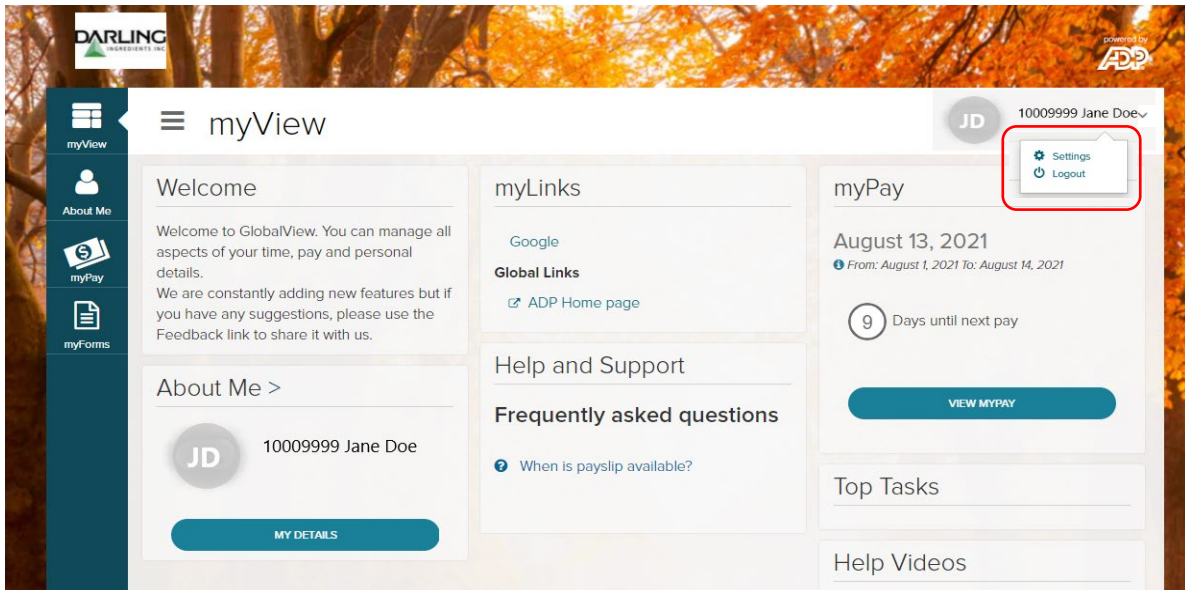 DARLING
INGREDIENTS INC
powered by
ADP
myView
About Me
myPay
myForms
myView
JD
10009999 Jane Doe
Settings
Logout
Welcome
Welcome to GlobalView. You can manage all
aspects of your time, pay and personal
details.
We are constantly adding new features but if
you have any suggestions, please use the
Feedback link to share it with us.
About Me >
JD
10009999 Jane Doe
MY DETAILS
myLinks
Google
Global Links
ADP Home page
Help and Support
Frequently asked questions
When is payslip available?
myPay
August 13, 2021
From: August 1, 2021 To: August 14, 2021
9 Days until next pay
VIEW MYPAY
Top Tasks
Help Videos